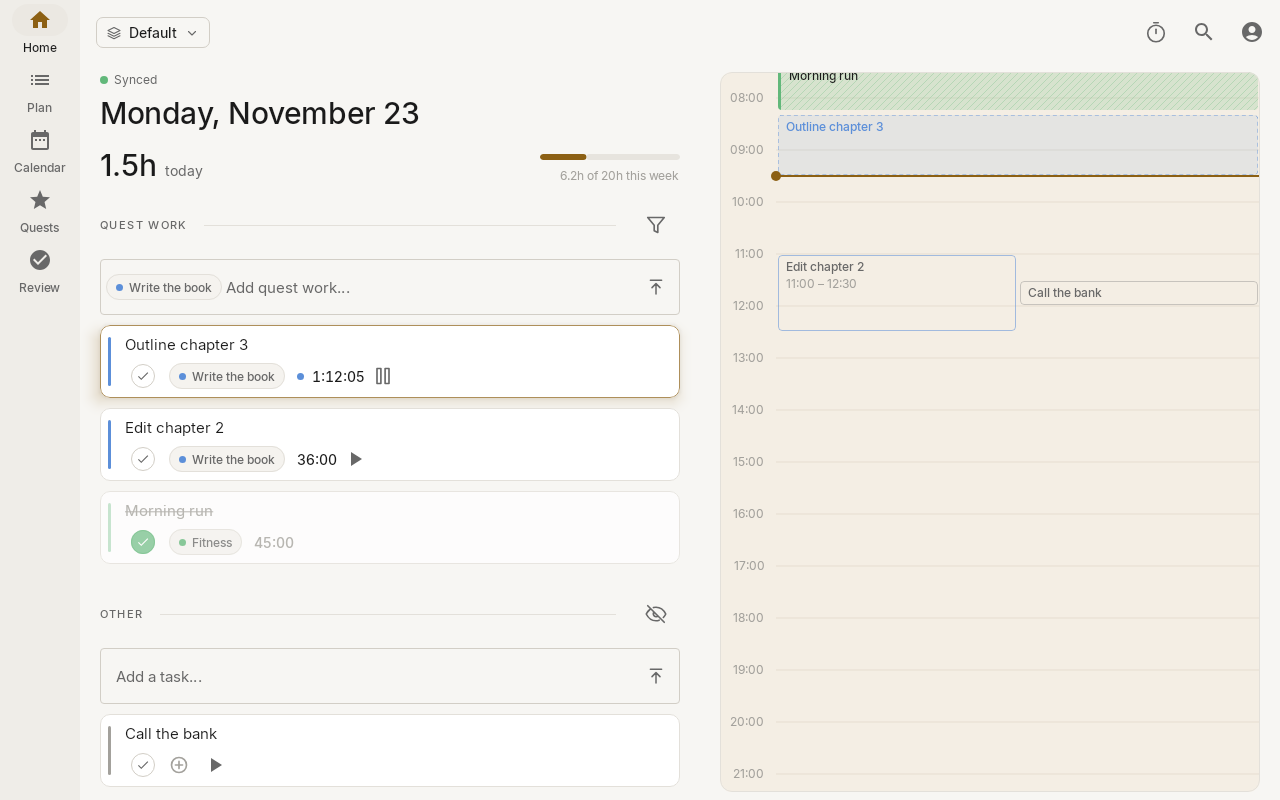 Home
Plan
Calendar
Quests
Review
Default
Synced
Monday, November 23
1.5h today
6.2h of 20h this week
QUEST WORK
Write the book Add quest work...
Outline chapter 3
Write the book 1:12:05
Edit chapter 2
Write the book 36:00
Morning run
Fitness 45:00
OTHER
Add a task...
Call the bank
Morning run
08:00
Outline chapter 3
09:00
10:00
11:00
Edit chapter 2
11:00 – 12:30
Call the bank
12:00
13:00
14:00
15:00
16:00
17:00
18:00
19:00
20:00
21:00